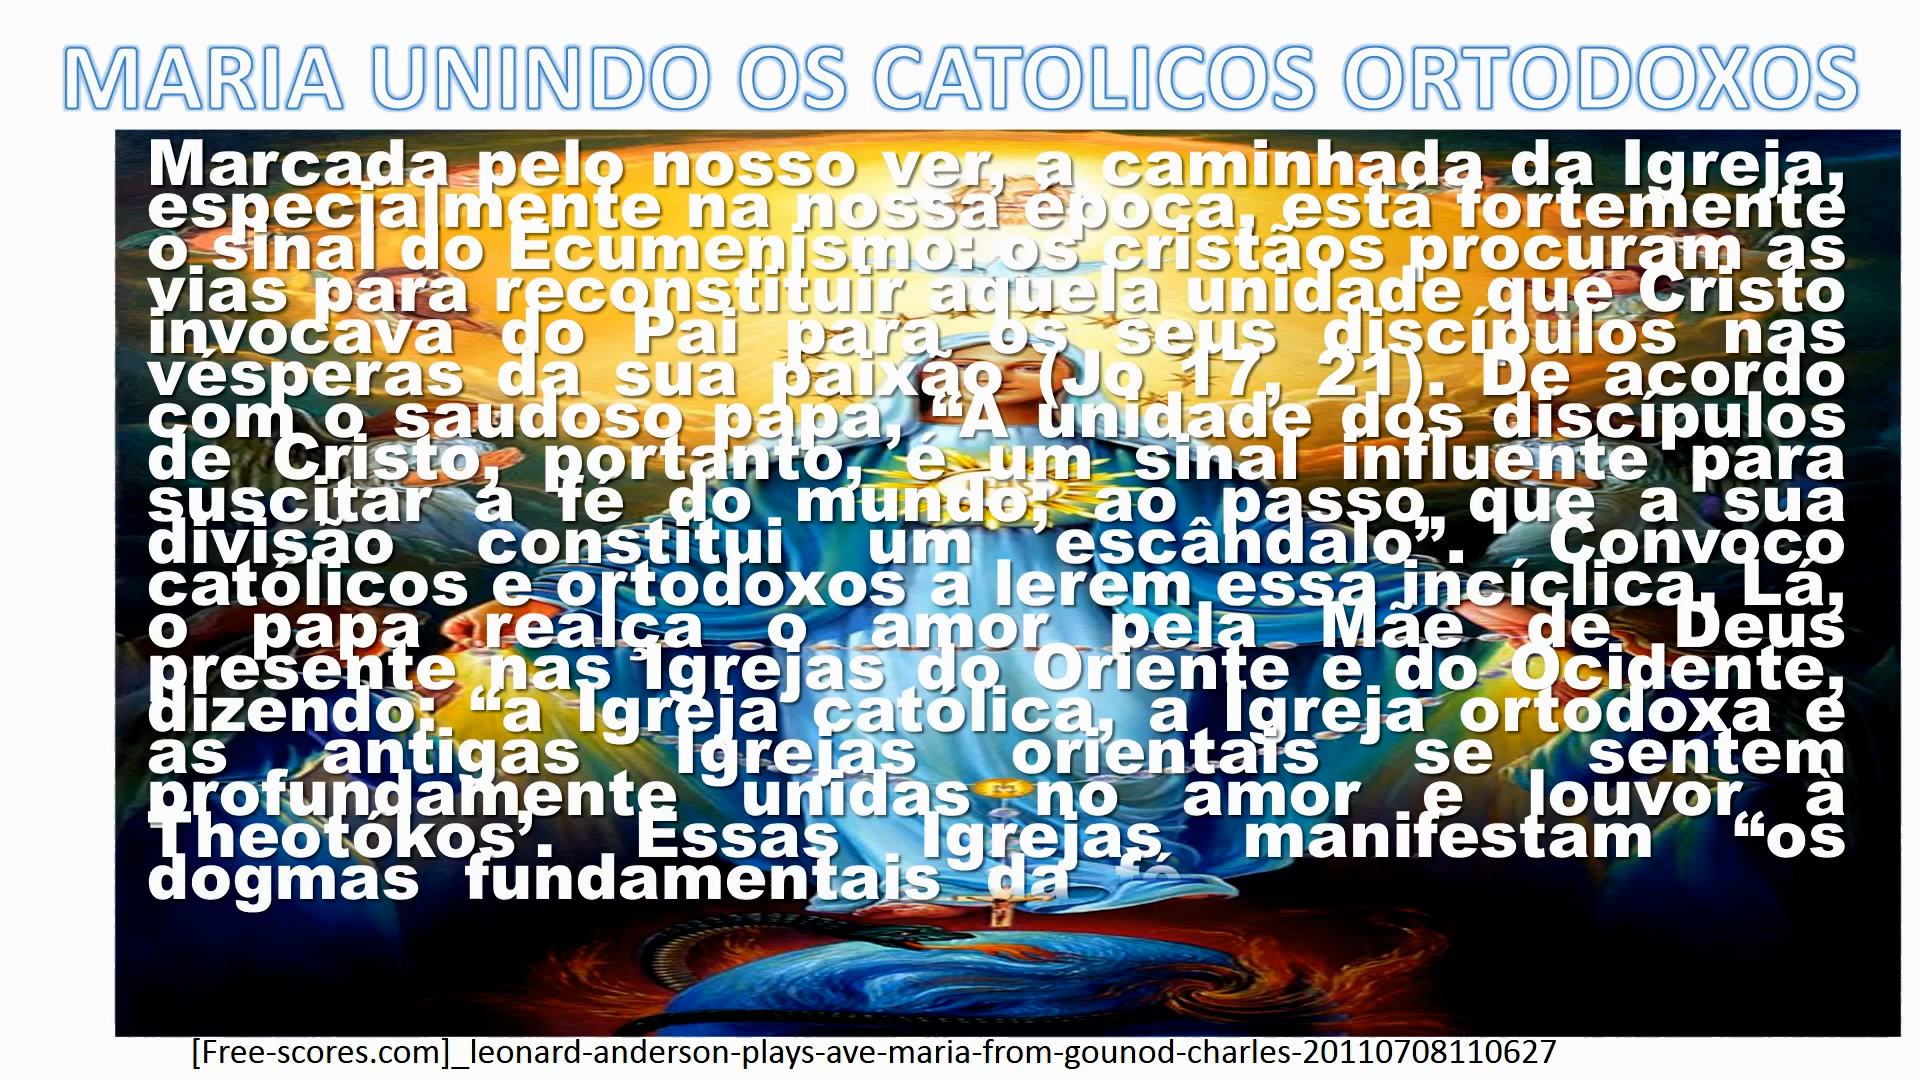 MARIA UNINDO OS CATOLICOS ORTODOXOS
Marcada pelo nosso ver, a caminhada da Igreja,
especialmente na nossa época, está fortemente
o sinal do Ecumenismo: os cristãos procuram as
vias para reconstituir aquela unidade que Cristo
invocava do Pai para os seus discípulos nas
vésperas da sua paixão (Jo 17, 21). De acordo
com o saudoso papa, “A unidade dos discípulos
de Cristo, portanto, é um sinal influente para
suscitar a fé do mundo; ao passo que a sua
divisão constitui um escândalo”. Convoco
católicos e ortodoxos a lerem essa incíclica. Lá,
o papa realça o amor pela Mãe de Deus
presente nas Igrejas do Oriente e do Ocidente,
dizendo: “a Igreja católica, a Igreja ortodoxa e
as antigas Igrejas orientais se sentem
profundamente unidas no amor e louvor à
Theotókos’. Essas Igrejas manifestam “os
dogmas fundamentais da fé
[Free-scores.com]_leonard-anderson-plays-ave-maria-from-gounod-charles-20110708110627